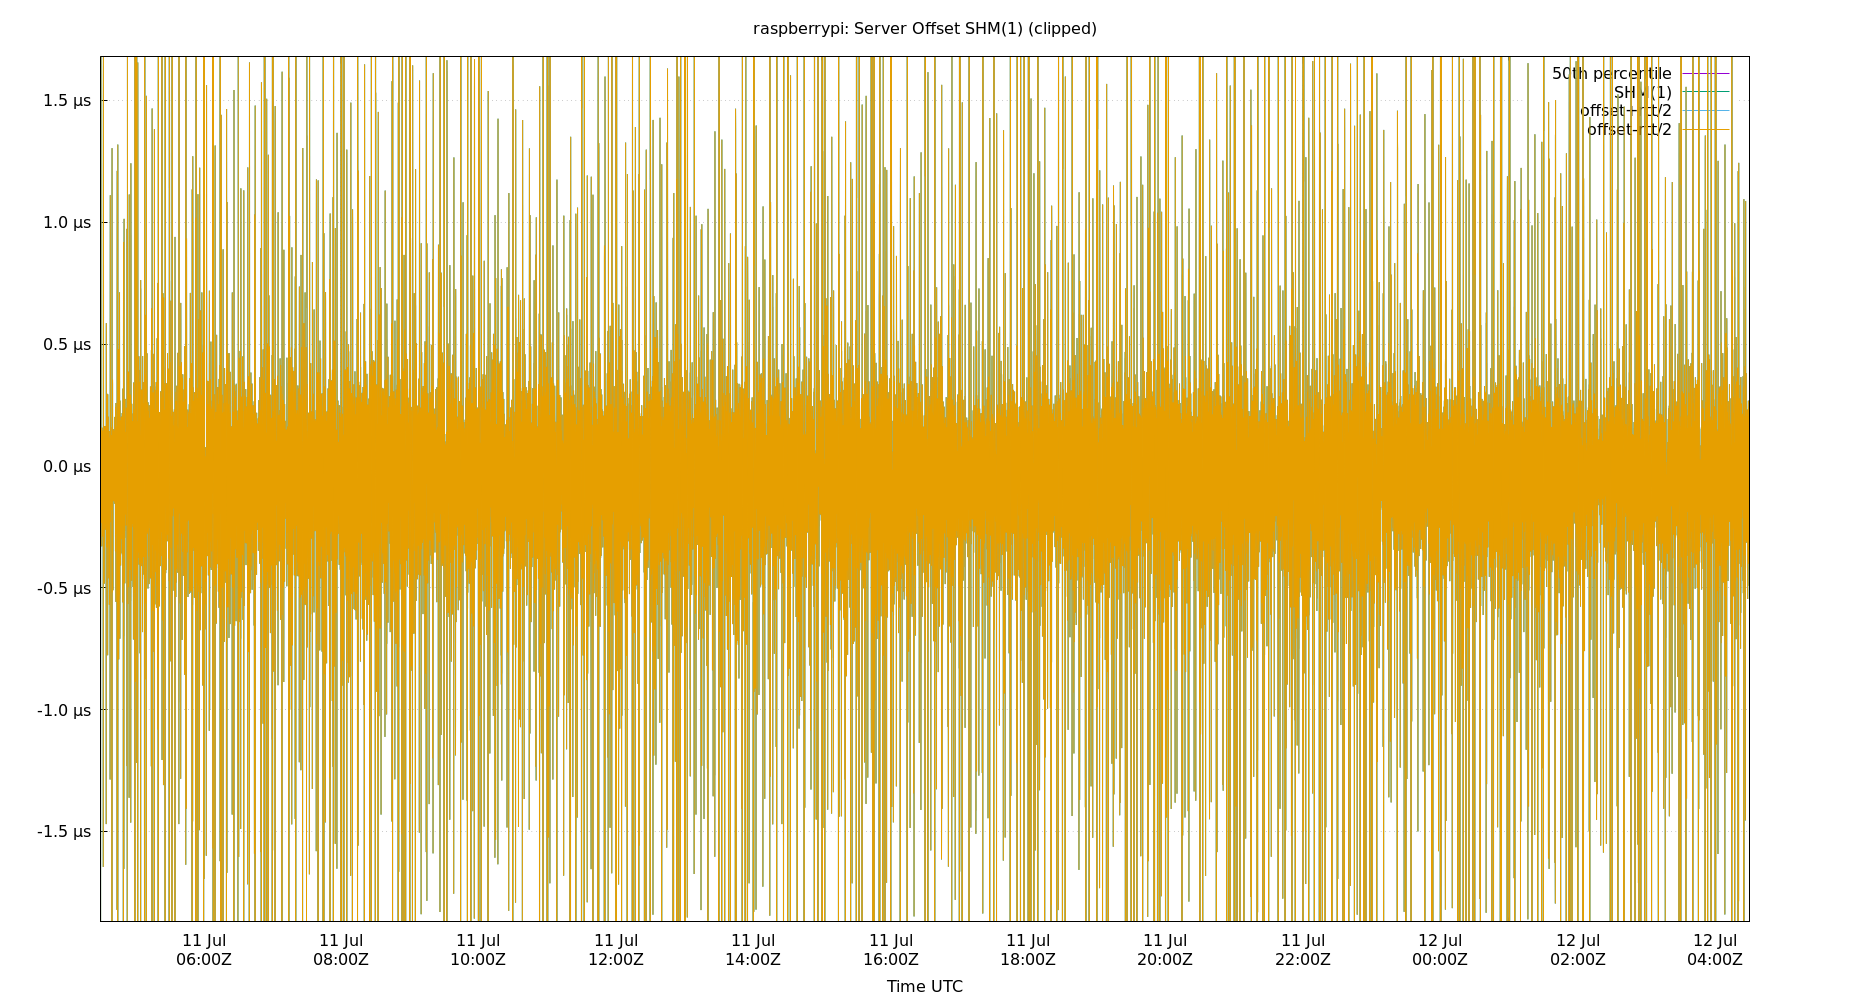 raspberrypi: Server Offset SHM(1) (clipped)
50th percentile
SHM(1)
offset+rtt/2
offset-rtt/2
1.5 µs
1.0 µs
0.5 µs
0.0 µs
-0.5 µs
-1.0 µs
-1.5 µs
11 Jul 11 Jul 11 Jul 11 Jul 11 Jul 11 Jul 11 Jul 11 Jul 11 Jul 12 Jul 12 Jul 12 Jul
06:00Z 08:00Z 10:00Z 12:00Z 14:00Z 16:00Z 18:00Z 20:00Z 22:00Z 00:00Z 02:00Z 04:00Z
Time UTC